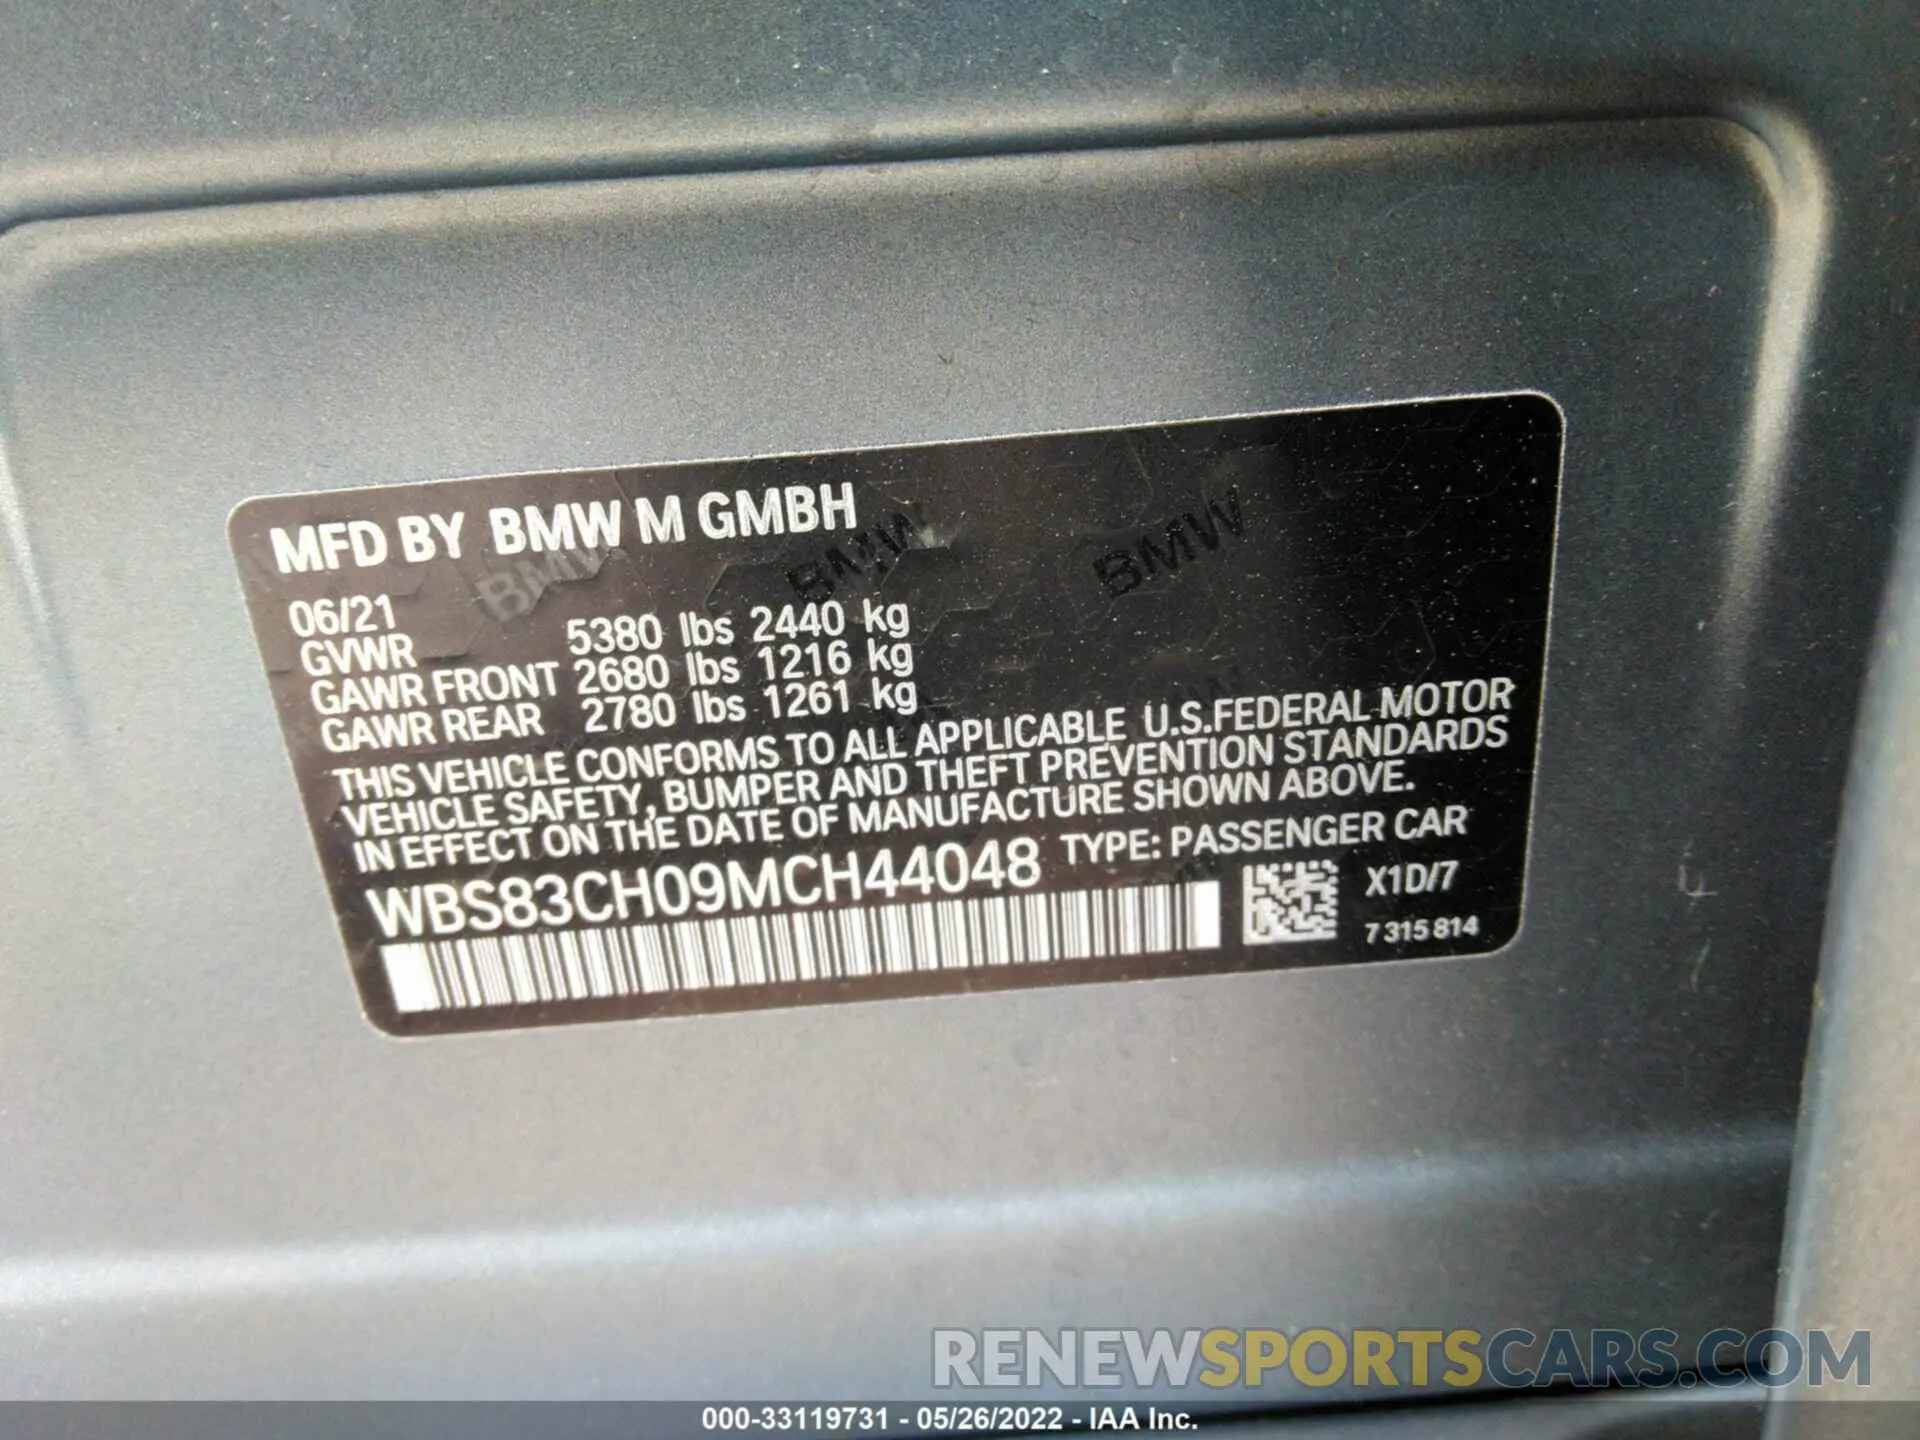 MFD BY BMW M GMBH
BMW BMW BMW
06/21
GVWR 5380 lbs 2440 kg
GAWR FRONT 2680 lbs 1216 kg
GAWR REAR 2780 lbs 1261 kg
THIS VEHICLE CONFORMS TO ALL APPLICABLE U.S.FEDERAL MOTOR
VEHICLE SAFETY, BUMPER AND THEFT PREVENTION STANDARDS
IN EFFECT ON THE DATE OF MANUFACTURE SHOWN ABOVE.
WBS83CH09MCH44048 TYPE: PASSENGER CAR
X1D/7
7 315 814
RENEWSPORTSCARS.COM
000-33119731 - 05/26/2022 - IAA Inc.